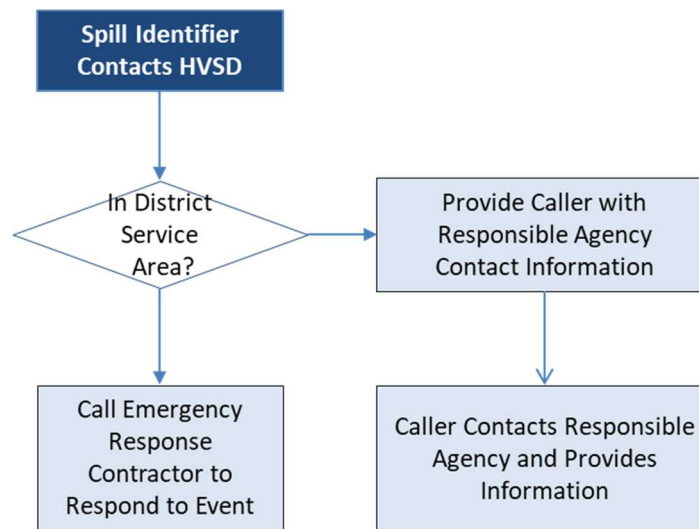 Spill Identifier
Contacts HVSD
In District
Service
Area?
Provide Caller with
Responsible Agency
Contact Information
Call Emergency
Response
Contractor to
Respond to Event
Caller Contacts Responsible
Agency and Provides
Information